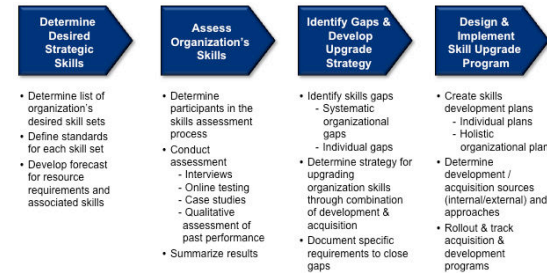 Determine
Desired
Strategic
Skills
• Determine list of
organization's
desired skill sets
• Define standards
for each skill set
• Develop forecast
for resource
requirements and
associated skills
Assess
Organization's
Skills
• Determine
participants in the
skills assessment
process
• Conduct
assessment
- Interviews
- Online testing
- Case studies
- Qualitative
assessment of
past performance
• Summarize results
Identify Gaps &
Develop
Upgrade
Strategy
• Identify skills gaps
- Systematic
organizational
gaps
- Individual gaps
• Determine strategy for
upgrading
organization skills
through combination
of development &
acquisition
• Document specific
requirements to close
gaps
Design &
Implement
Skill Upgrade
Program
• Create skills
development plans
- Individual plans
- Holistic
organizational plan
• Determine
development /
acquisition sources
(internal/external) and
approaches
• Rollout & track
acquisition &
development
programs